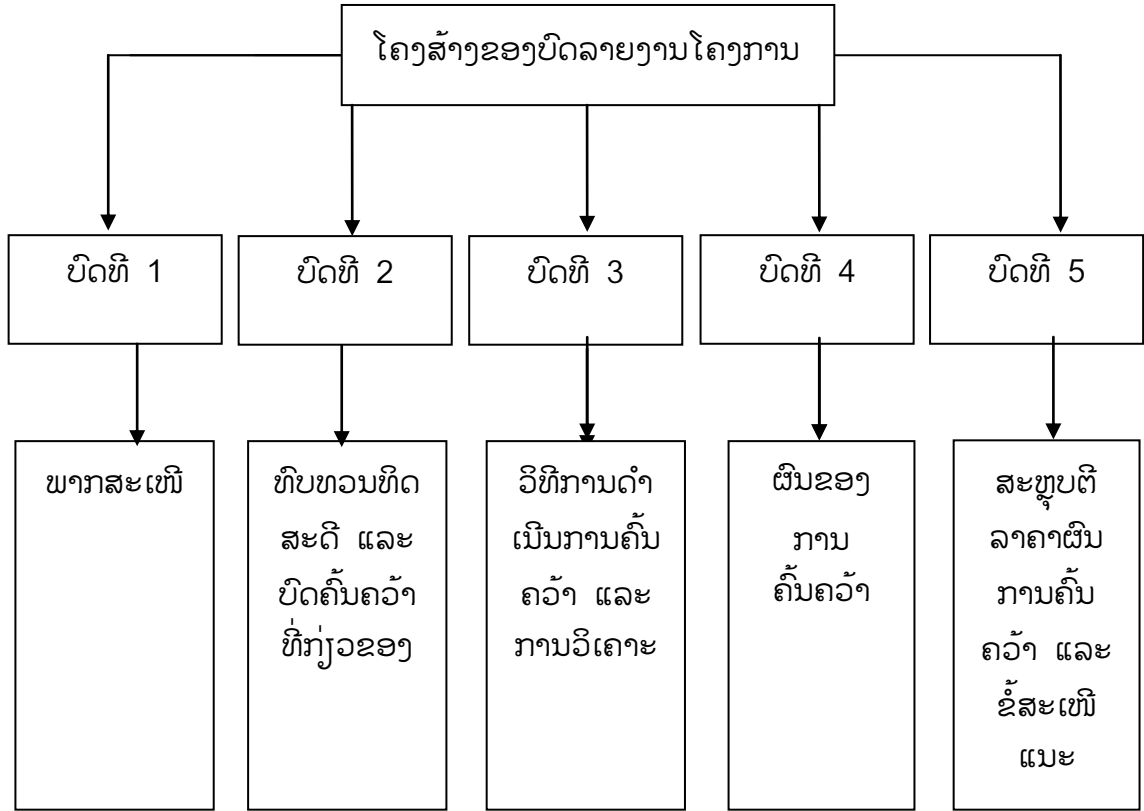 ໂຄງສ້າງຂອງບົດລາຍງານໂຄງການ
ບົດທີ 1
ບົດທີ 2
ບົດທີ 3
ບົດທີ 4
ບົດທີ 5
ພາກສະເໜີ
ທົບທວນທິດ
ສະດີ ແລະ
ບົດຄົ້ນຄວ້າ
ທີ່ກ່ຽວຂອງ
ວິທີການດຳ
ເນີນການຄົ້ນ
ຄວ້າ ແລະ
ການວິເຄາະ
ຜົນຂອງ
ການ
ຄົ້ນຄວ້າ
ສະຫຼຸບຕີ
ລາຄາຜົນ
ການຄົ້ນ
ຄວ້າ ແລະ
ຂໍ້ສະເໜີ
ແນະ